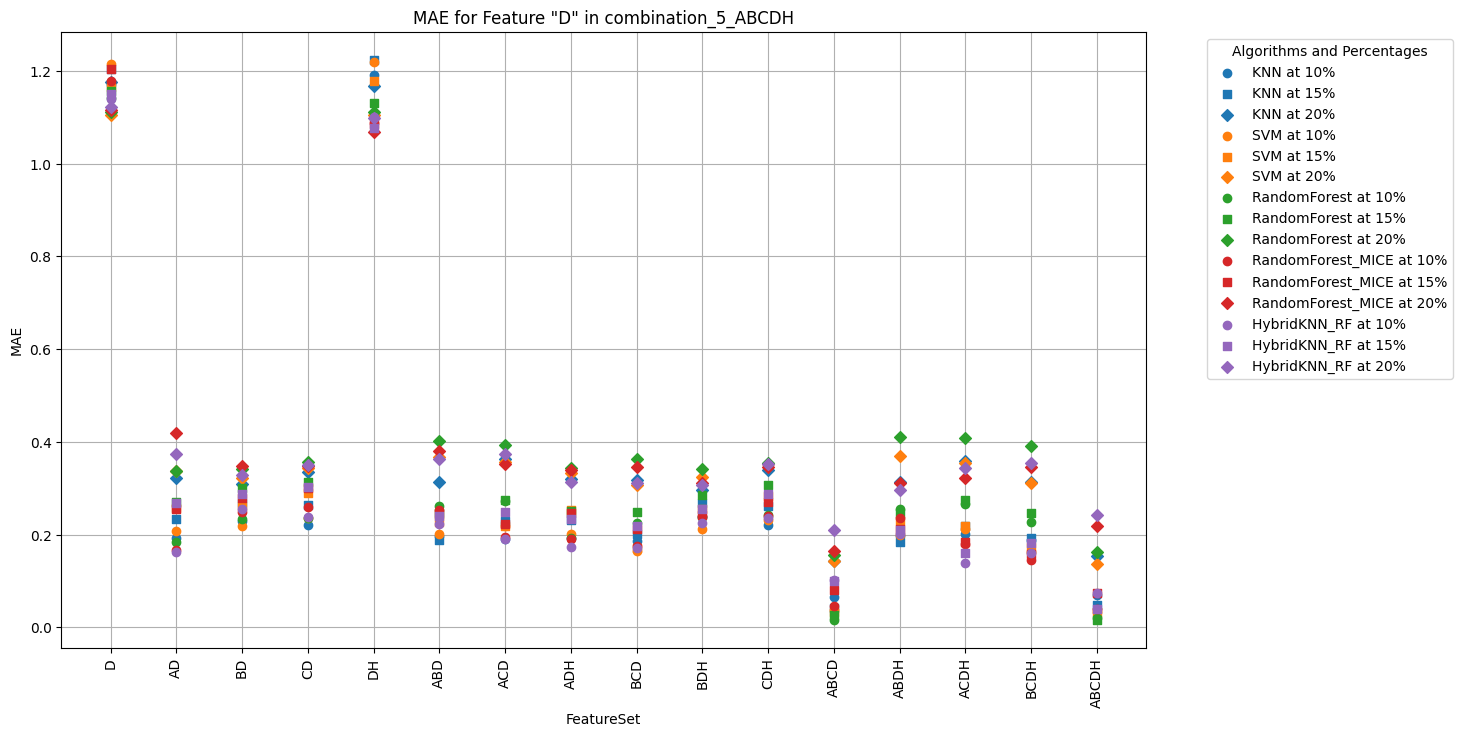 MAE for Feature "D" in combination_5_ABCDH
MAE
1.2
1.0
0.8
0.6
0.4
0.2
0.0
D
AD
BD
CD
DH
ABD
ACD
ADH
BCD
BDH
CDH
ABCD
ABDH
ACDH
BCDH
ABCDH
FeatureSet
Algorithms and Percentages
KNN at 10%
KNN at 15%
KNN at 20%
SVM at 10%
SVM at 15%
SVM at 20%
RandomForest at 10%
RandomForest at 15%
RandomForest at 20%
RandomForest_MICE at 10%
RandomForest_MICE at 15%
RandomForest_MICE at 20%
HybridKNN_RF at 10%
HybridKNN_RF at 15%
HybridKNN_RF at 20%